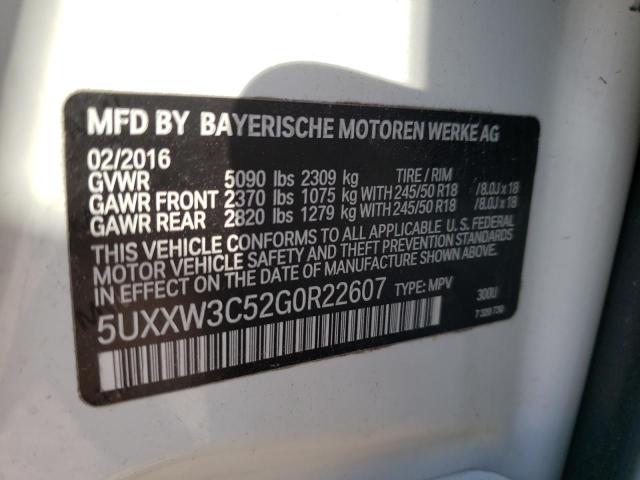 MFD BY BAYERISCHE MOTOREN WERKE AG
02/2016
GVWR 5090 lbs 2309 kg TIRE / RIM
GAWR FRONT 2370 lbs 1075 kg WITH 245/50 R18 /8.0J x 18
GAWR REAR 2820 lbs 1279 kg WITH 245/50 R18 /8.0J x 18
THIS VEHICLE CONFORMS TO ALL APPLICABLE U.S. FEDERAL
MOTOR VEHICLE SAFETY AND THEFT PREVENTION STANDARDS
IN EFFECT ON THE DATE OF MANUFACTURE SHOWN ABOVE.
5UXXW3C52G0R22607 TYPE: MPV 300U
7 320 730